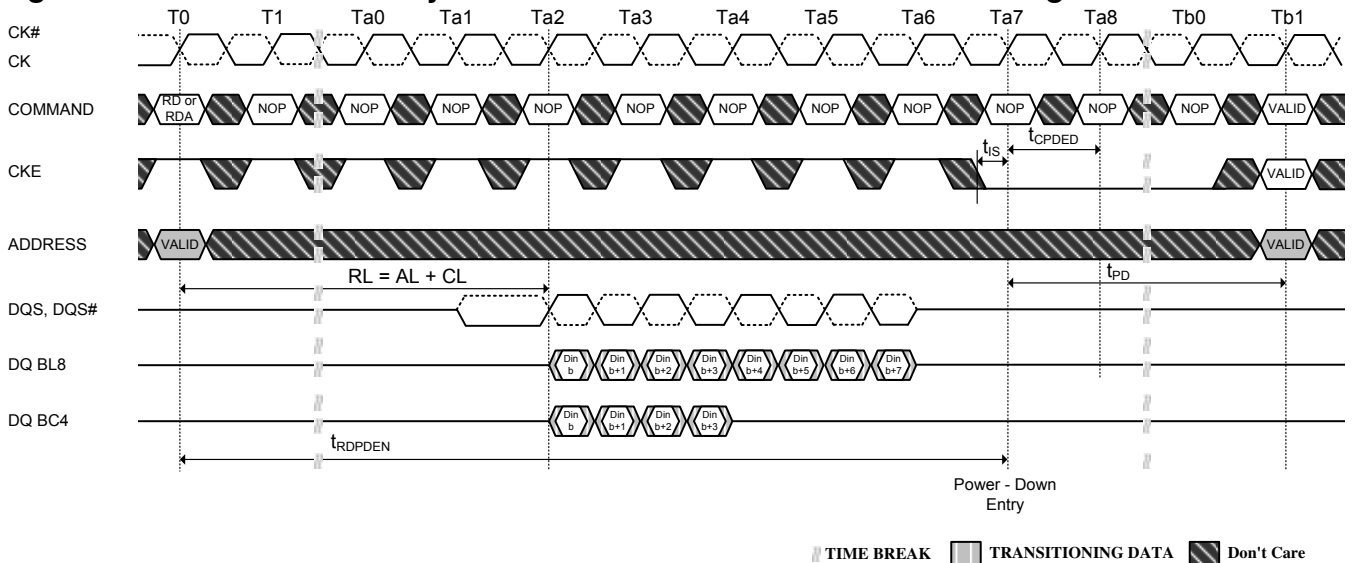 T0 T1 Ta0 Ta1 Ta2 Ta3 Ta4 Ta5 Ta6 Ta7 Ta8 Tb0 Tb1
CK#
CK
COMMAND
RD or
RDA
NOP NOP NOP NOP NOP NOP NOP NOP NOP NOP NOP VALID
tIS
tCPDED
CKE
VALID
ADDRESS
VALID
VALID
RL = AL + CL
tPD
DQS, DQS#
DQ BL8
Din
b
Din
b+1
Din
b+2
Din
b+3
Din
b+4
Din
b+5
Din
b+6
Din
b+7
DQ BC4
Din
b
Din
b+1
Din
b+2
Din
b+3
tRDPDEN
Power - Down
Entry
TIME BREAK TRANSITIONING DATA Don't Care